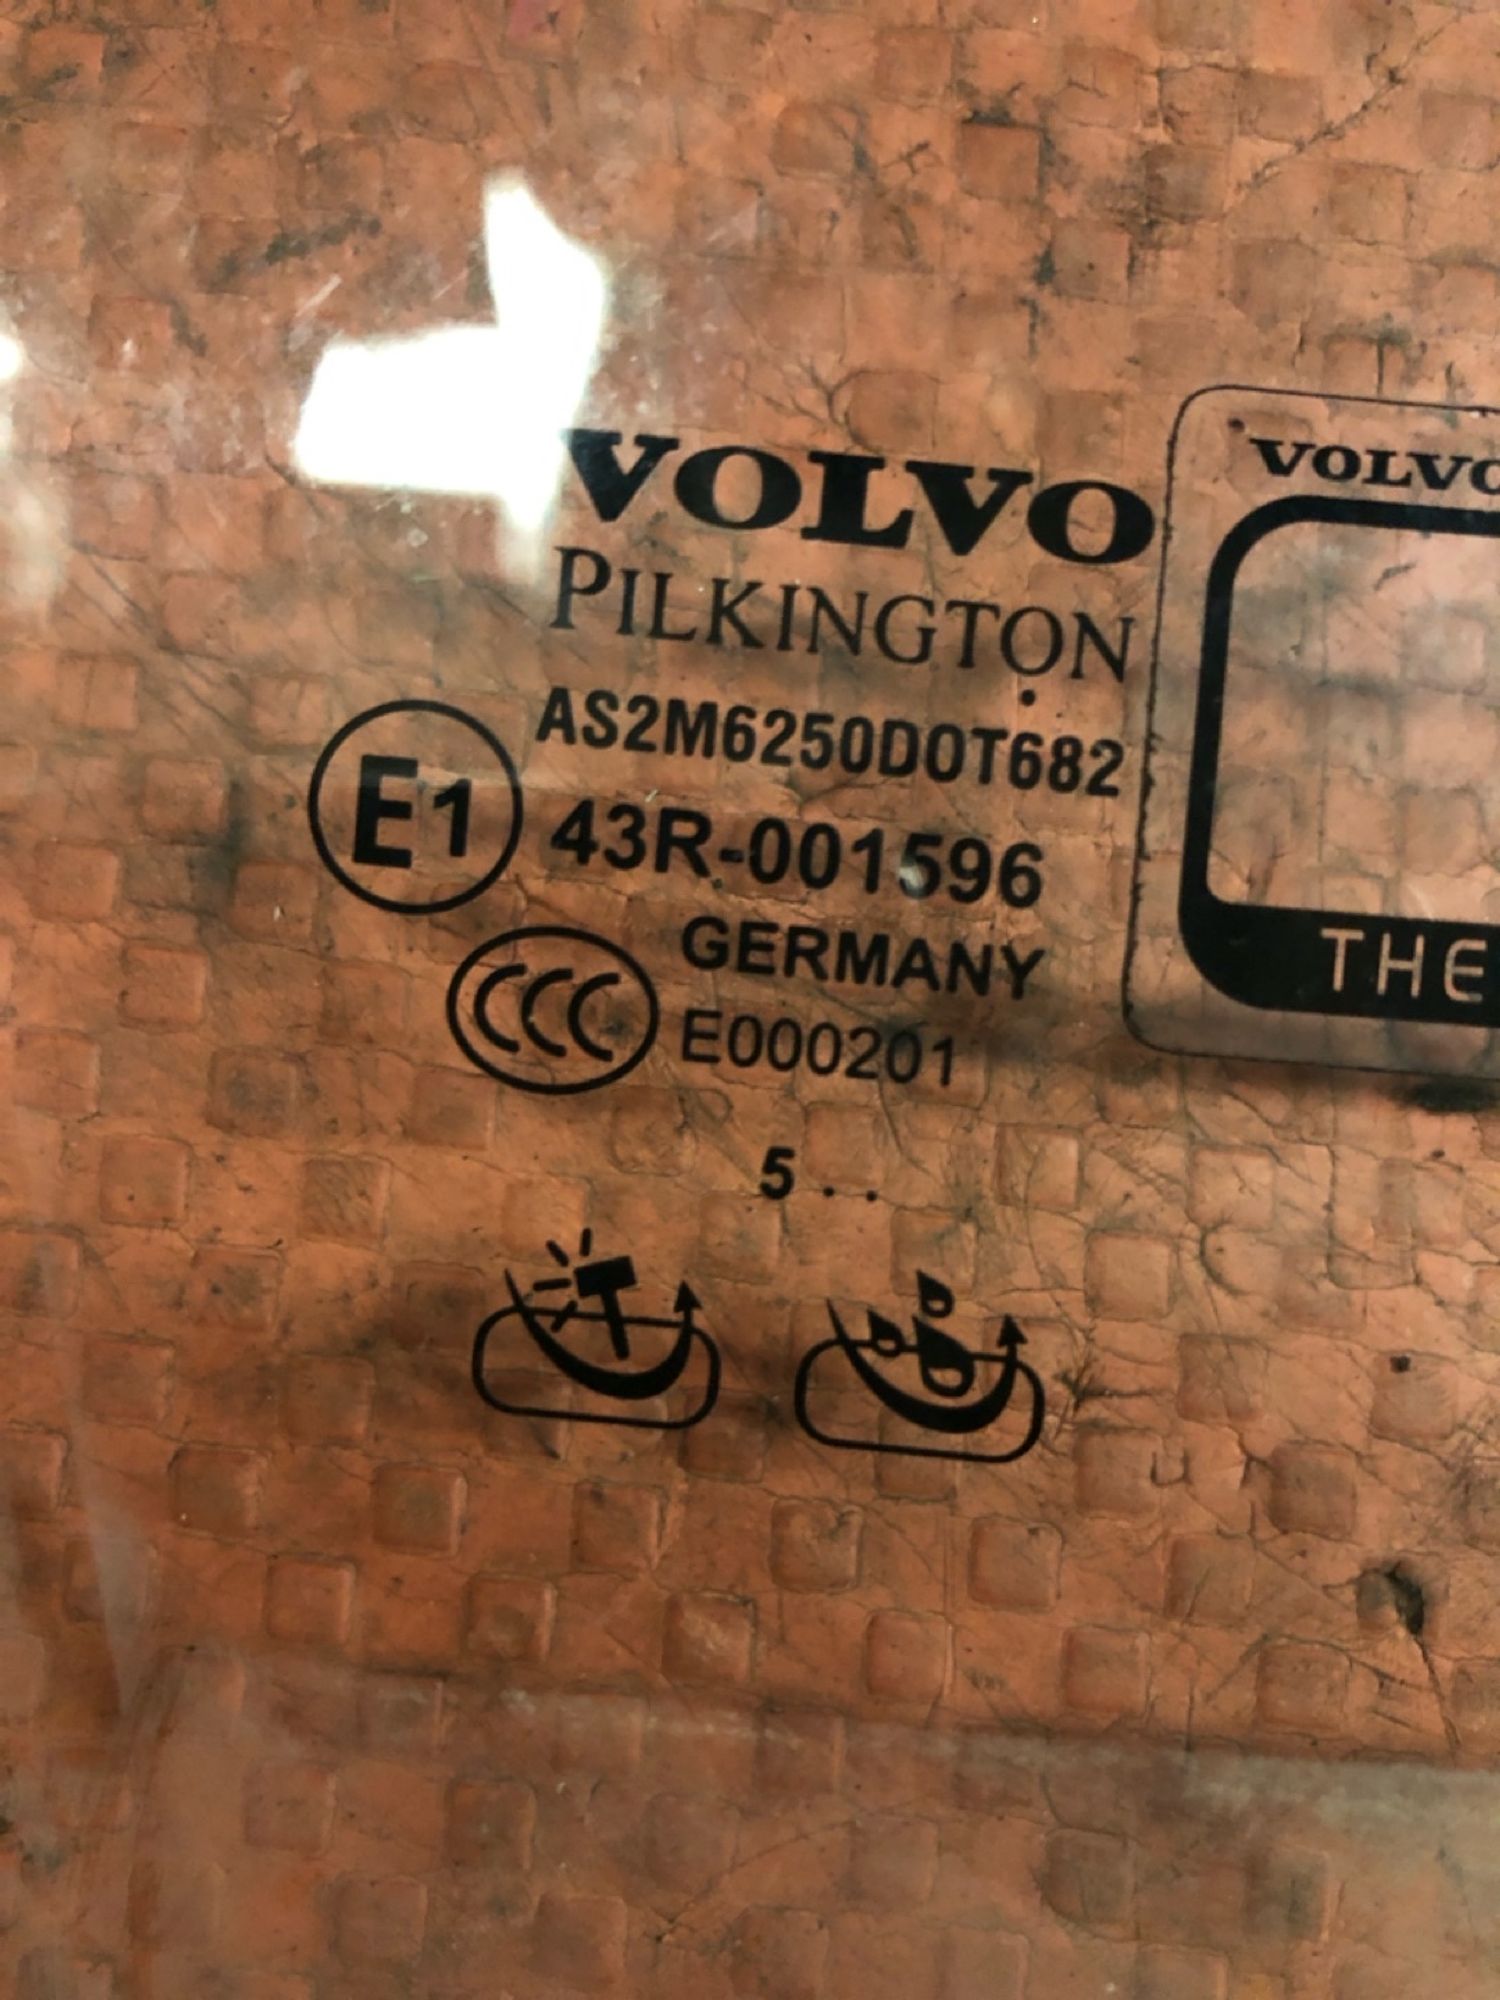 VOLVO
PILKINGTON
AS2M6250DOT682
E1 43R-001596
CCC GERMANY
E000201
5 . .
VOLVO
THE